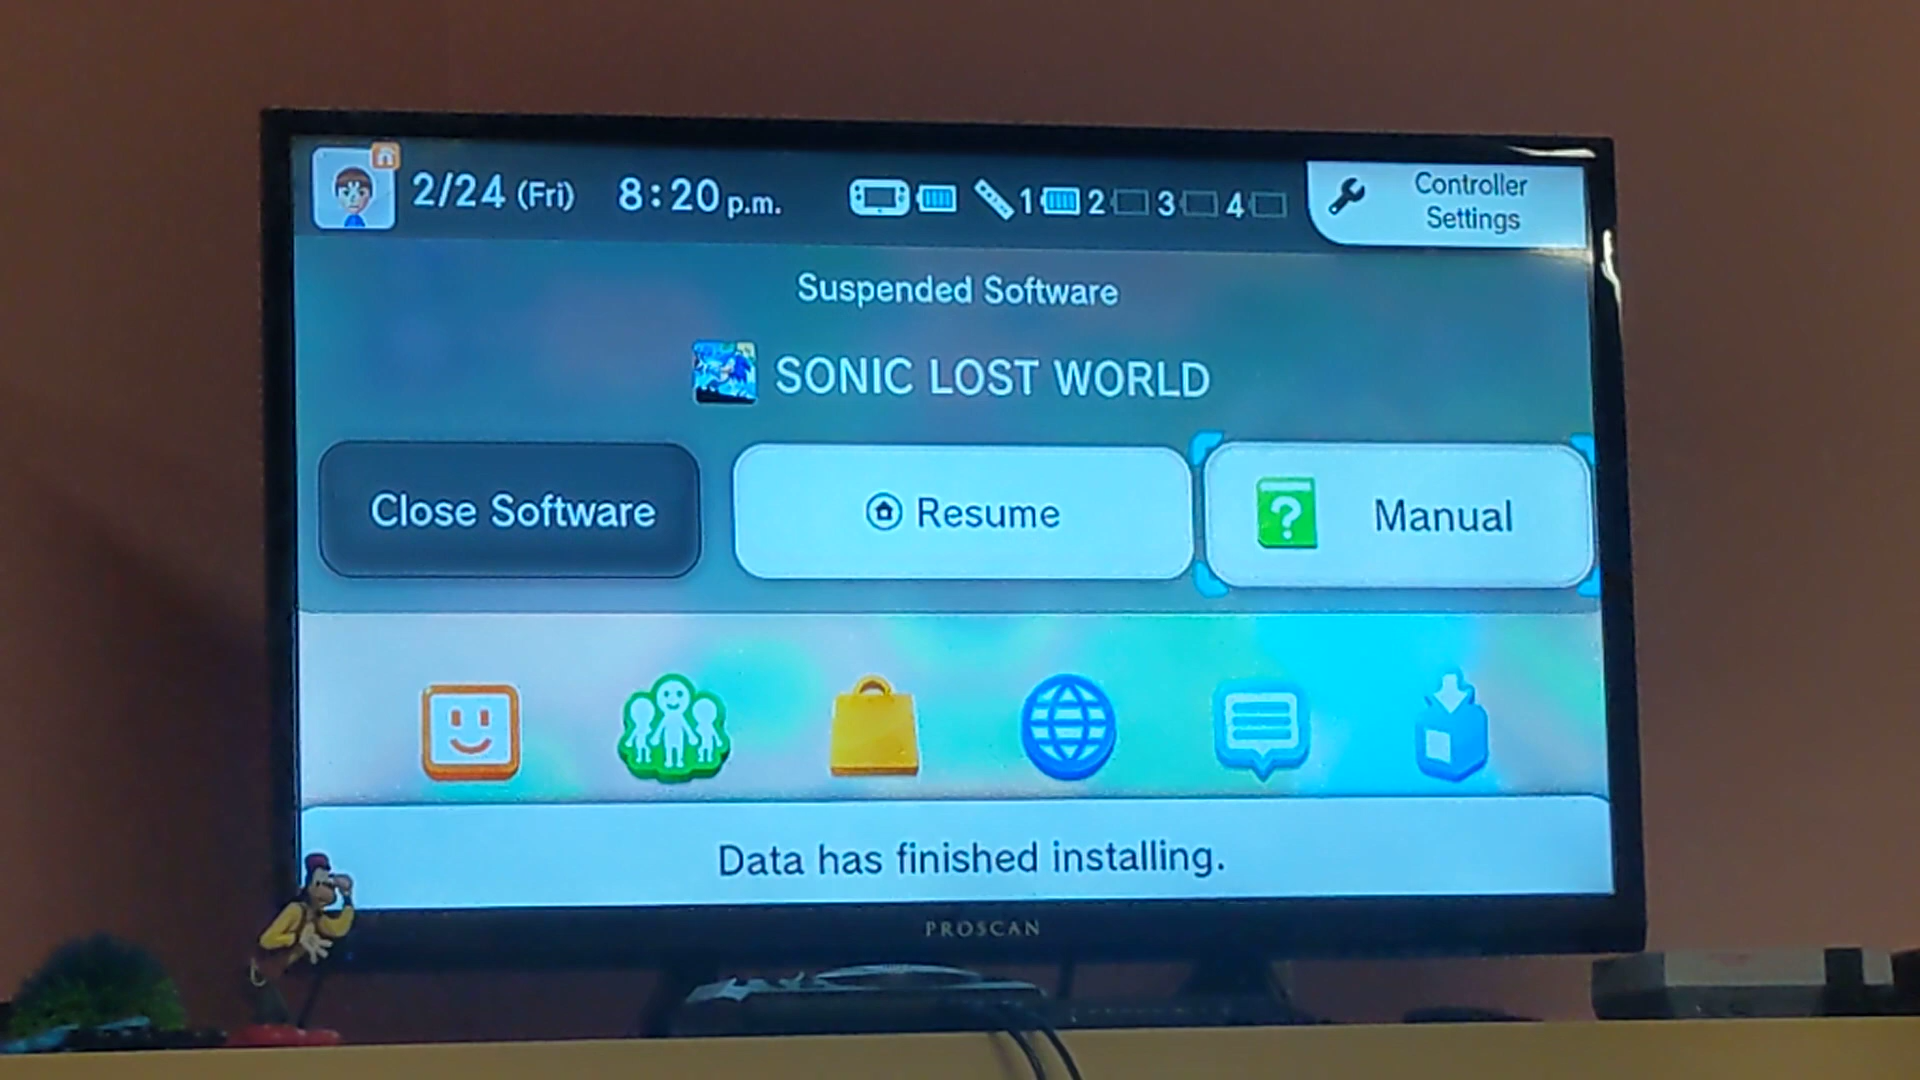 2/24 (Fri) 8:20 p.m. 1 2 3 4
Controller
Settings
Suspended Software
SONIC LOST WORLD
Close Software
Resume
? Manual
Data has finished installing.
PROSCAN